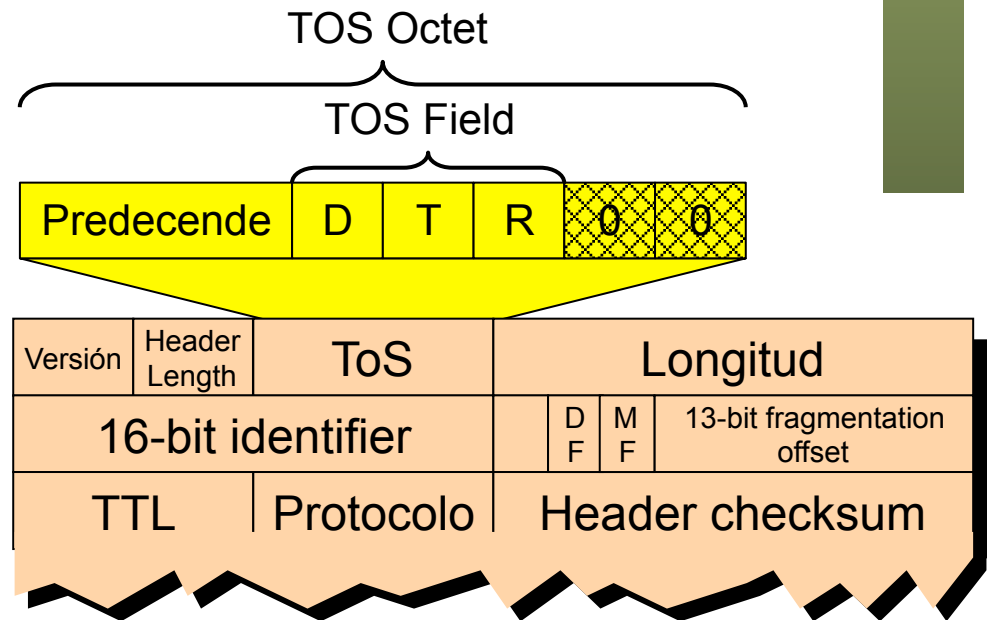 TOS Octet
TOS Field
Predecende D T R 0 0
Versión Header Length ToS Longitud
16-bit identifier D F M F 13-bit fragmentation offset
TTL Protocolo Header checksum